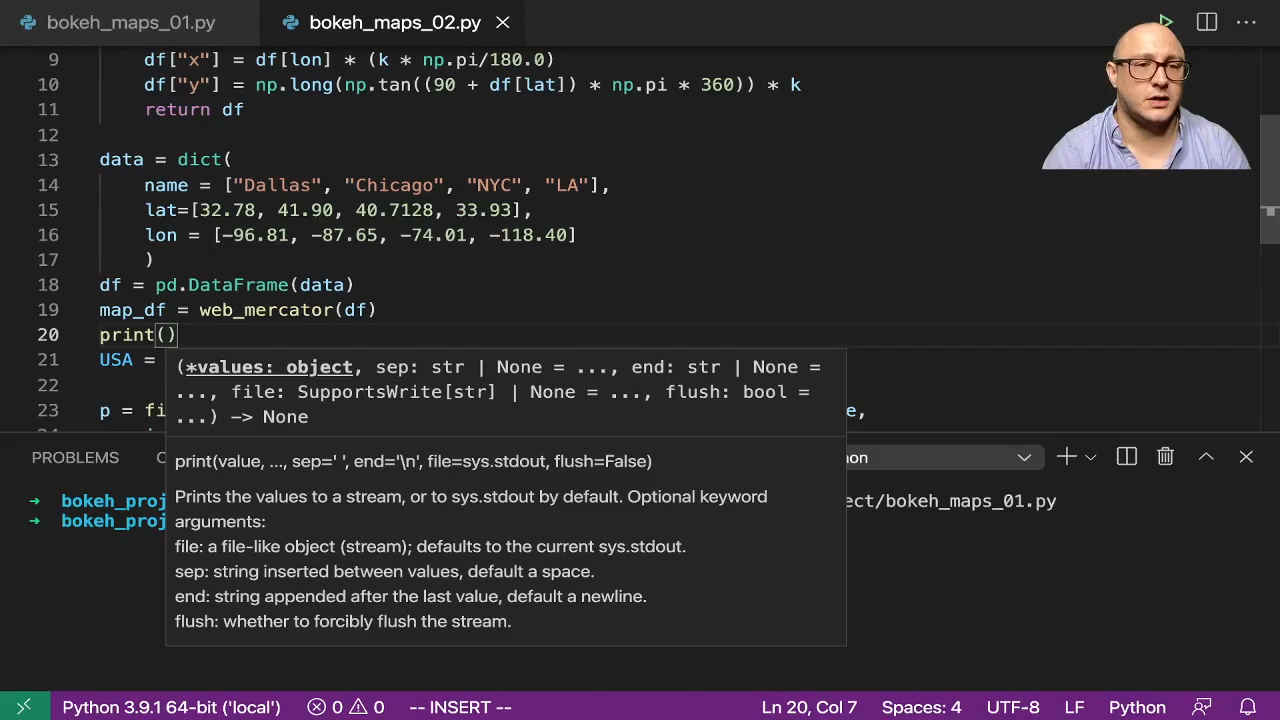 bokeh_maps_01.py
bokeh_maps_02.py
9 df["x"] = df[lon] * (k * np.pi/180.0)
10 df["y"] = np.long(np.tan((90 + df[lat]) * np.pi * 360)) * k
11 return df
12
13 data = dict(
14 name = ["Dallas", "Chicago", "NYC", "LA"],
15 lat=[32.78, 41.90, 40.7128, 33.93],
16 lon = [-96.81, -87.65, -74.01, -118.40]
17 )
18 df = pd.DataFrame(data)
19 map_df = web_mercator(df)
20 print()
21 USA =
22
23 p = fi e,
(*values: object, sep: str | None = ..., end: str | None =
..., file: SupportsWrite[str] | None = ..., flush: bool =
...) -> None
print(value, ..., sep=' ', end='\n', file=sys.stdout, flush=False)
Prints the values to a stream, or to sys.stdout by default. Optional keyword
arguments:
file: a file-like object (stream); defaults to the current sys.stdout.
sep: string inserted between values, default a space.
end: string appended after the last value, default a newline.
flush: whether to forcibly flush the stream.
PROBLEMS
hon
→ bokeh_proj ect/bokeh_maps_01.py
→ bokeh_proj
Python 3.9.1 64-bit ('local') 0 0 -- INSERT -- Ln 20, Col 7 Spaces: 4 UTF-8 LF Python